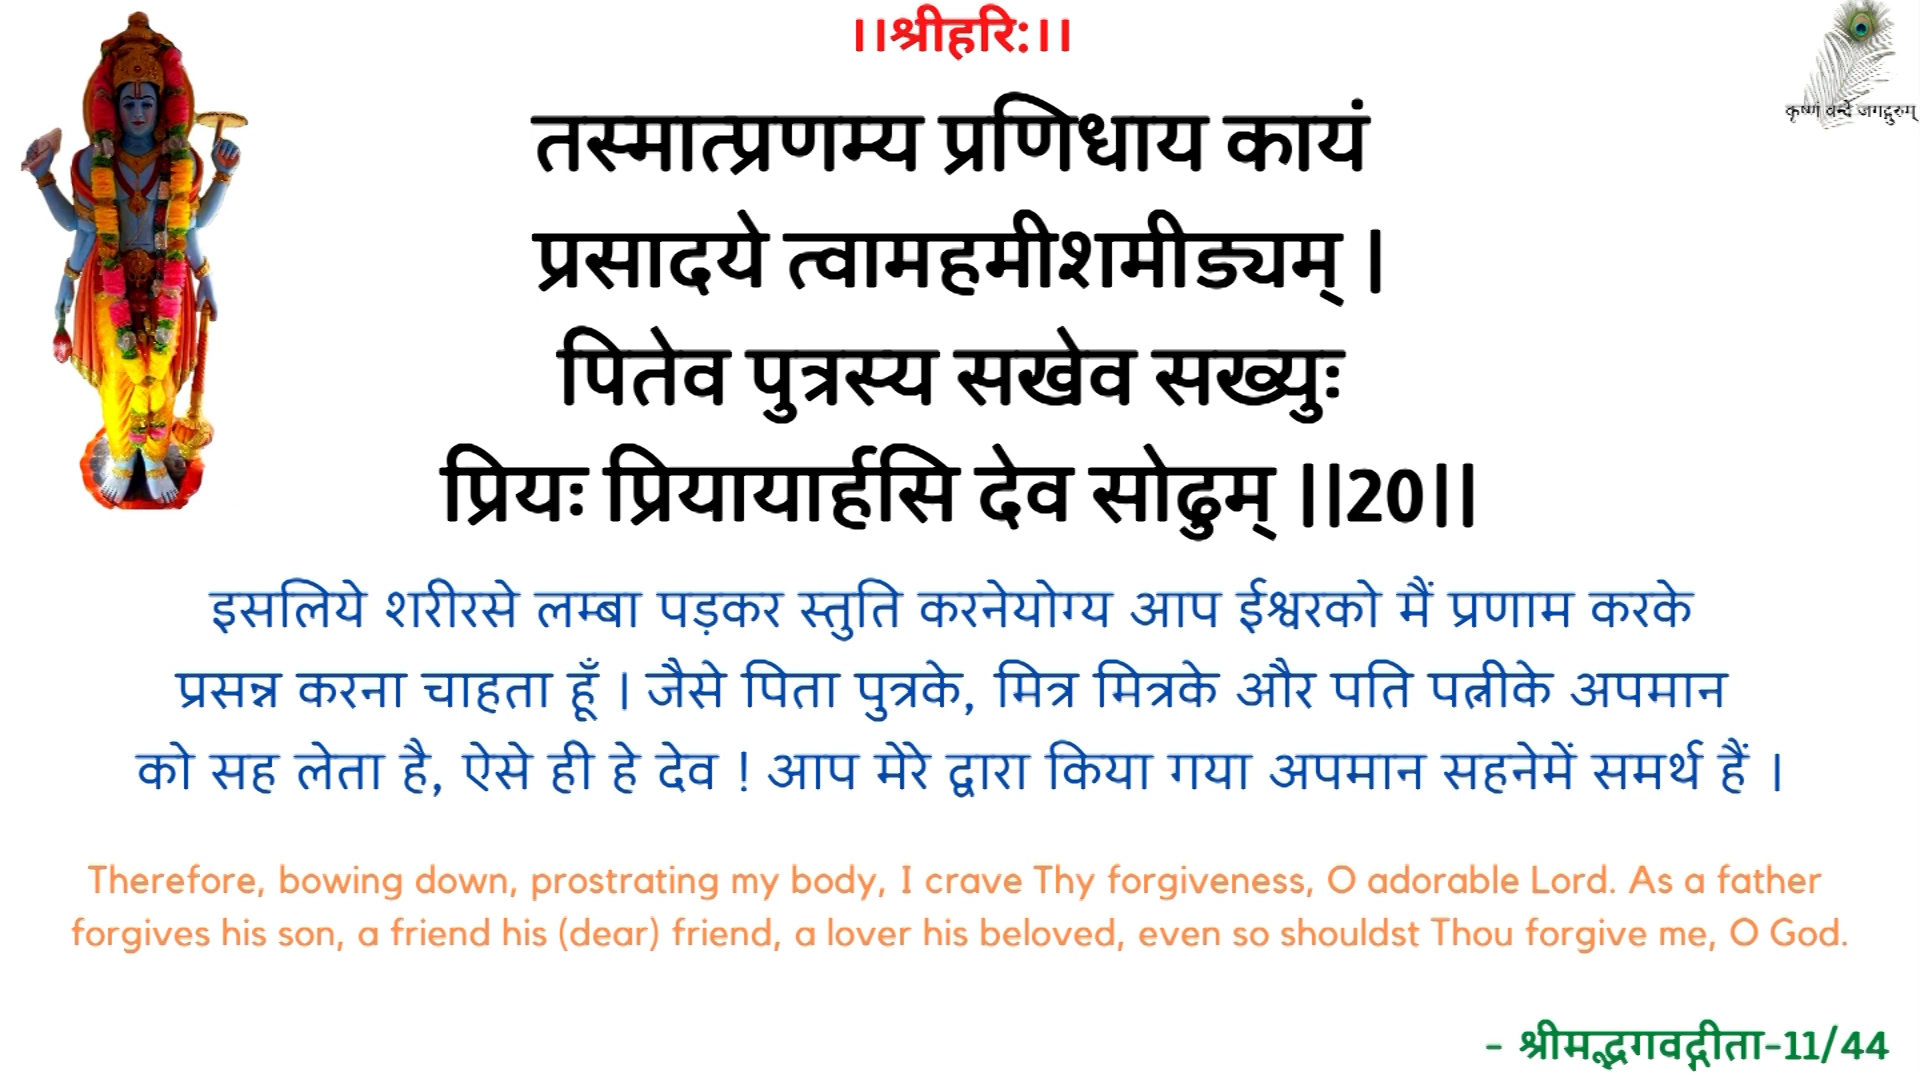 ।।श्रीहरिः।।
कृष्णं वन्दे जगद्गुरुम्
तस्मात्प्रणम्य प्रणिधाय कायं
प्रसादये त्वामहमीशमीड्यम् |
पितेव पुत्रस्य सखेव सख्युः
प्रियः प्रियायार्हसि देव सोढुम् ||20||
इसलिये शरीरसे लम्बा पड़कर स्तुति करनेयोग्य आप ईश्वरको मैं प्रणाम करके
प्रसन्न करना चाहता हूँ । जैसे पिता पुत्रके, मित्र मित्रके और पति पत्नीके अपमान
को सह लेता है, ऐसे ही हे देव ! आप मेरे द्वारा किया गया अपमान सहनेमें समर्थ हैं ।
Therefore, bowing down, prostrating my body, I crave Thy forgiveness, O adorable Lord. As a father
forgives his son, a friend his (dear) friend, a lover his beloved, even so shouldst Thou forgive me, O God.
- श्रीमद्भगवद्गीता-11/44